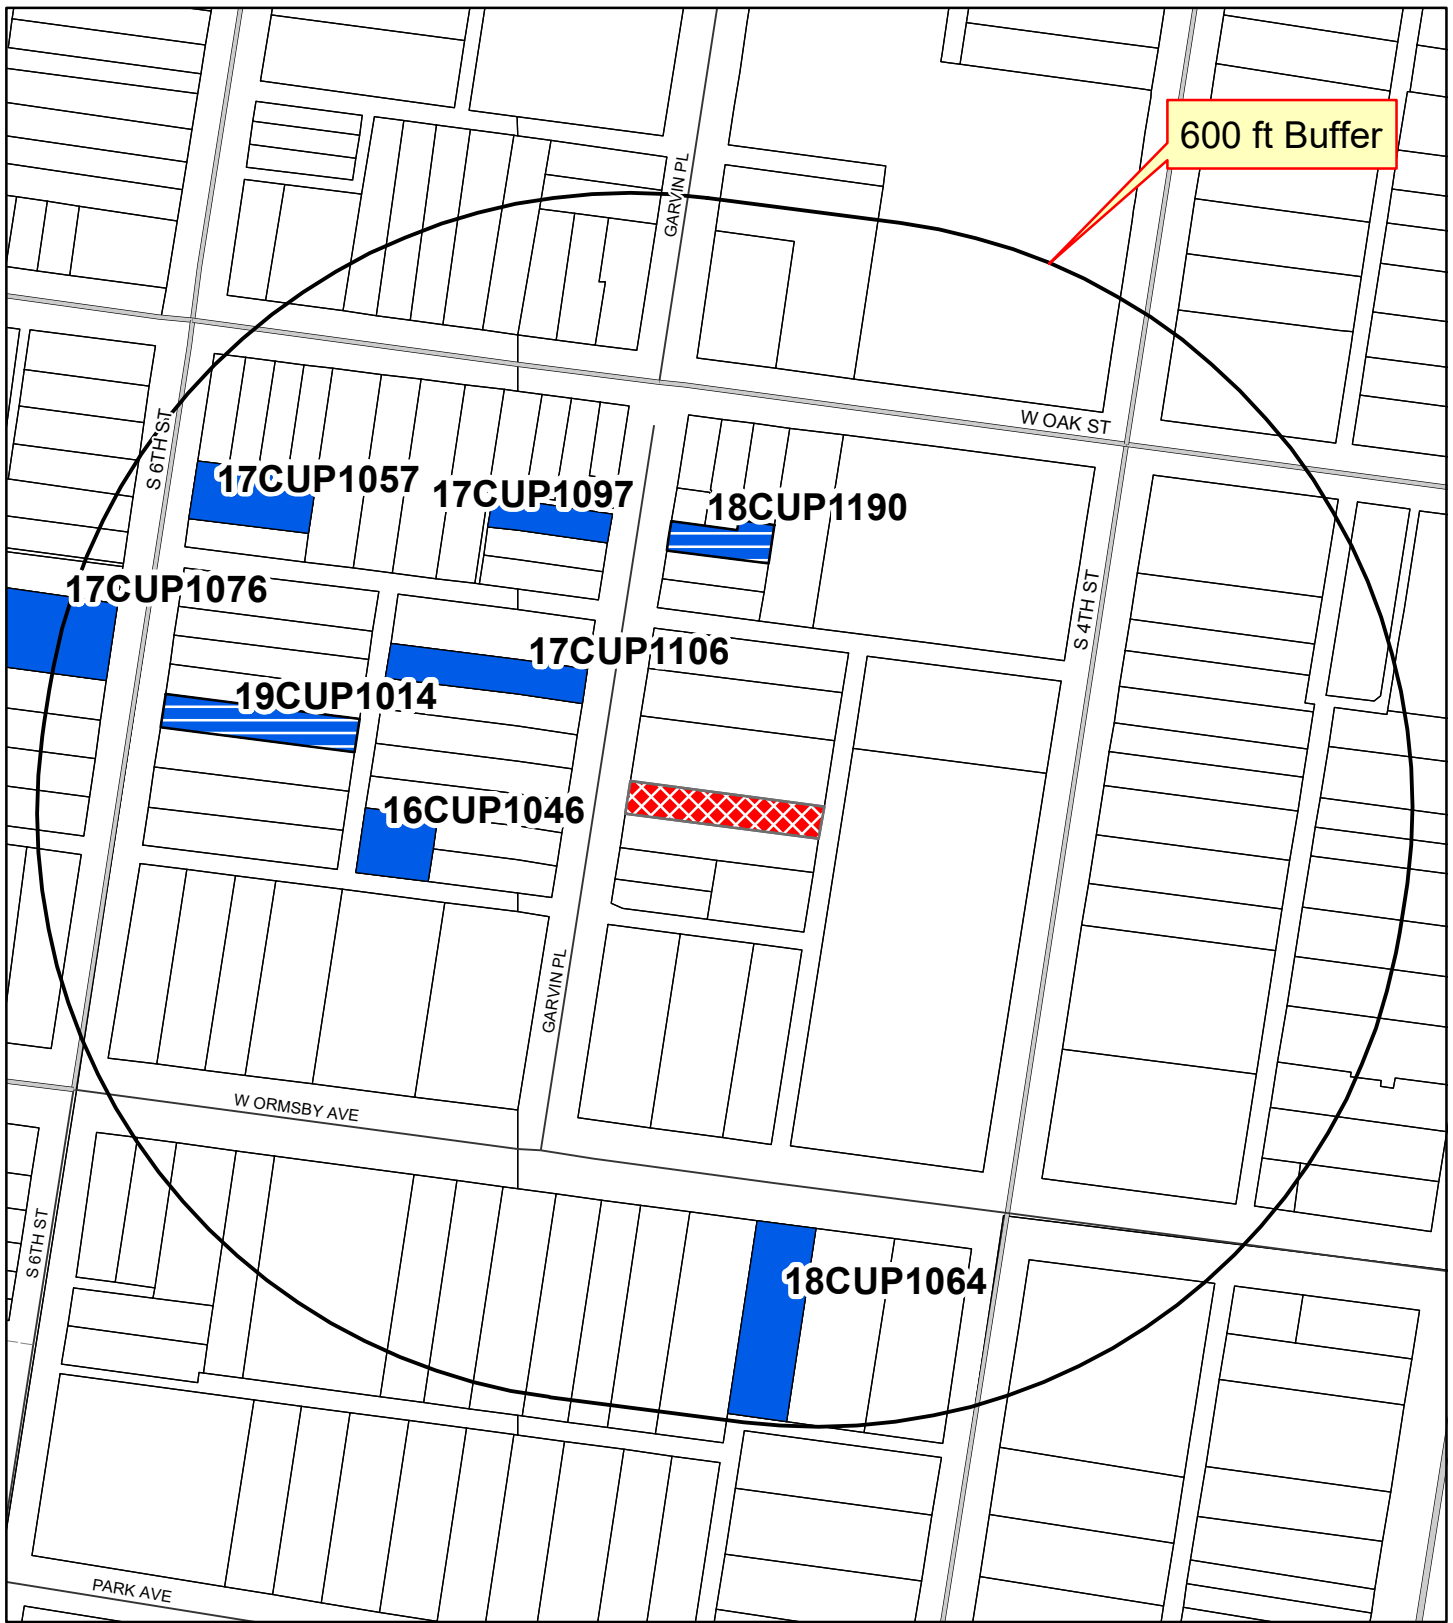 600 ft Buffer
GARVIN PL
W OAK ST
S 6TH ST
17CUP1057
17CUP1097
18CUP1190
17CUP1076
S 4TH ST
17CUP1106
19CUP1014
16CUP1046
GARVIN PL
W ORMSBY AVE
S 6TH ST
18CUP1064
PARK AVE